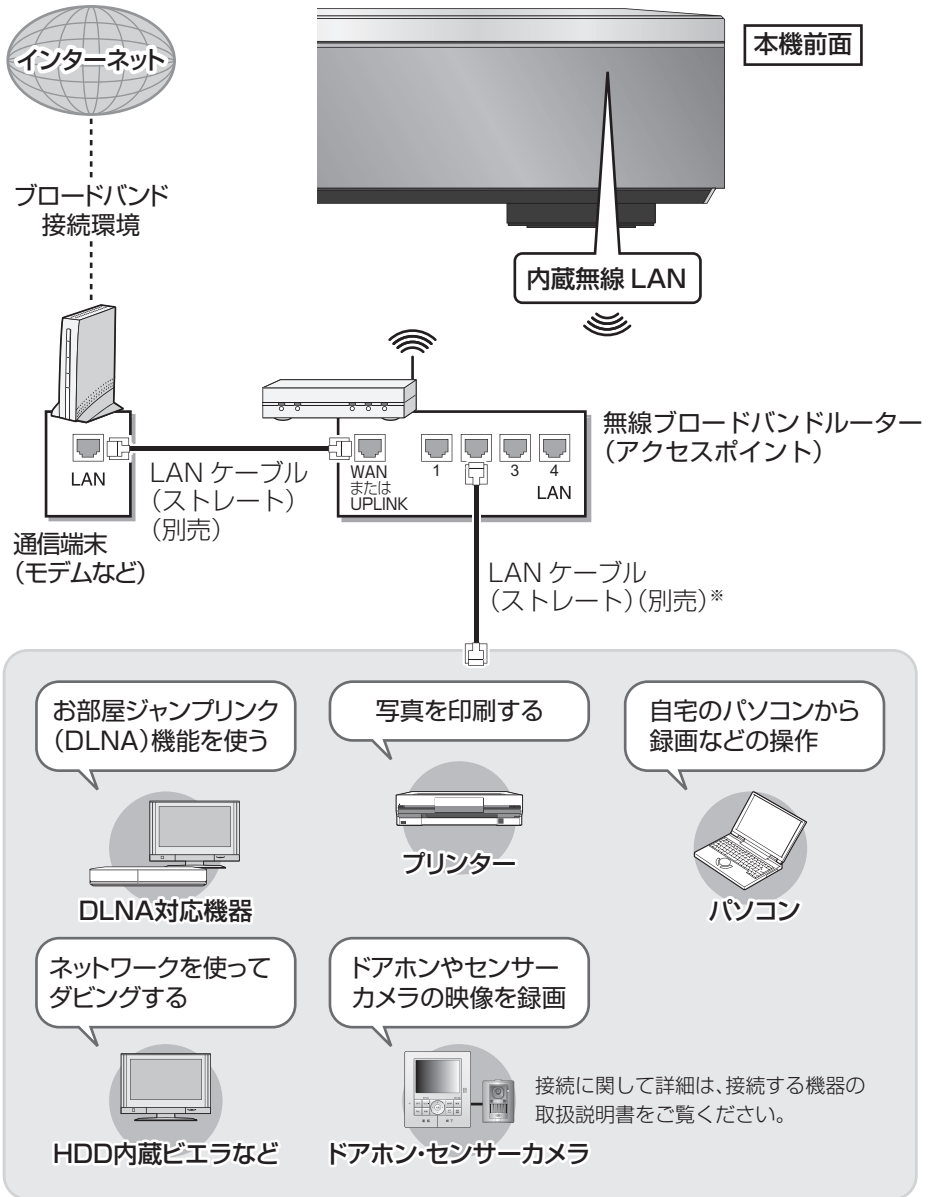 インターネット
本機前面
ブロードバンド
接続環境
内蔵無線 LAN
無線ブロードバンドルーター
（アクセスポイント）
LAN
LAN ケーブル
（ストレート）
（別売）
WAN
または
UPLINK
1
3
4
LAN
通信端末
（モデムなど）
LAN ケーブル
（ストレート）（別売）※
お部屋ジャンプリンク
（DLNA）機能を使う
写真を印刷する
自宅のパソコンから
録画などの操作
DLNA対応機器
プリンター
パソコン
ネットワークを使って
ダビングする
ドアホンやセンサー
カメラの映像を録画
接続に関して詳細は、接続する機器の
取扱説明書をご覧ください。
HDD内蔵ビエラなど
ドアホン・センサーカメラ